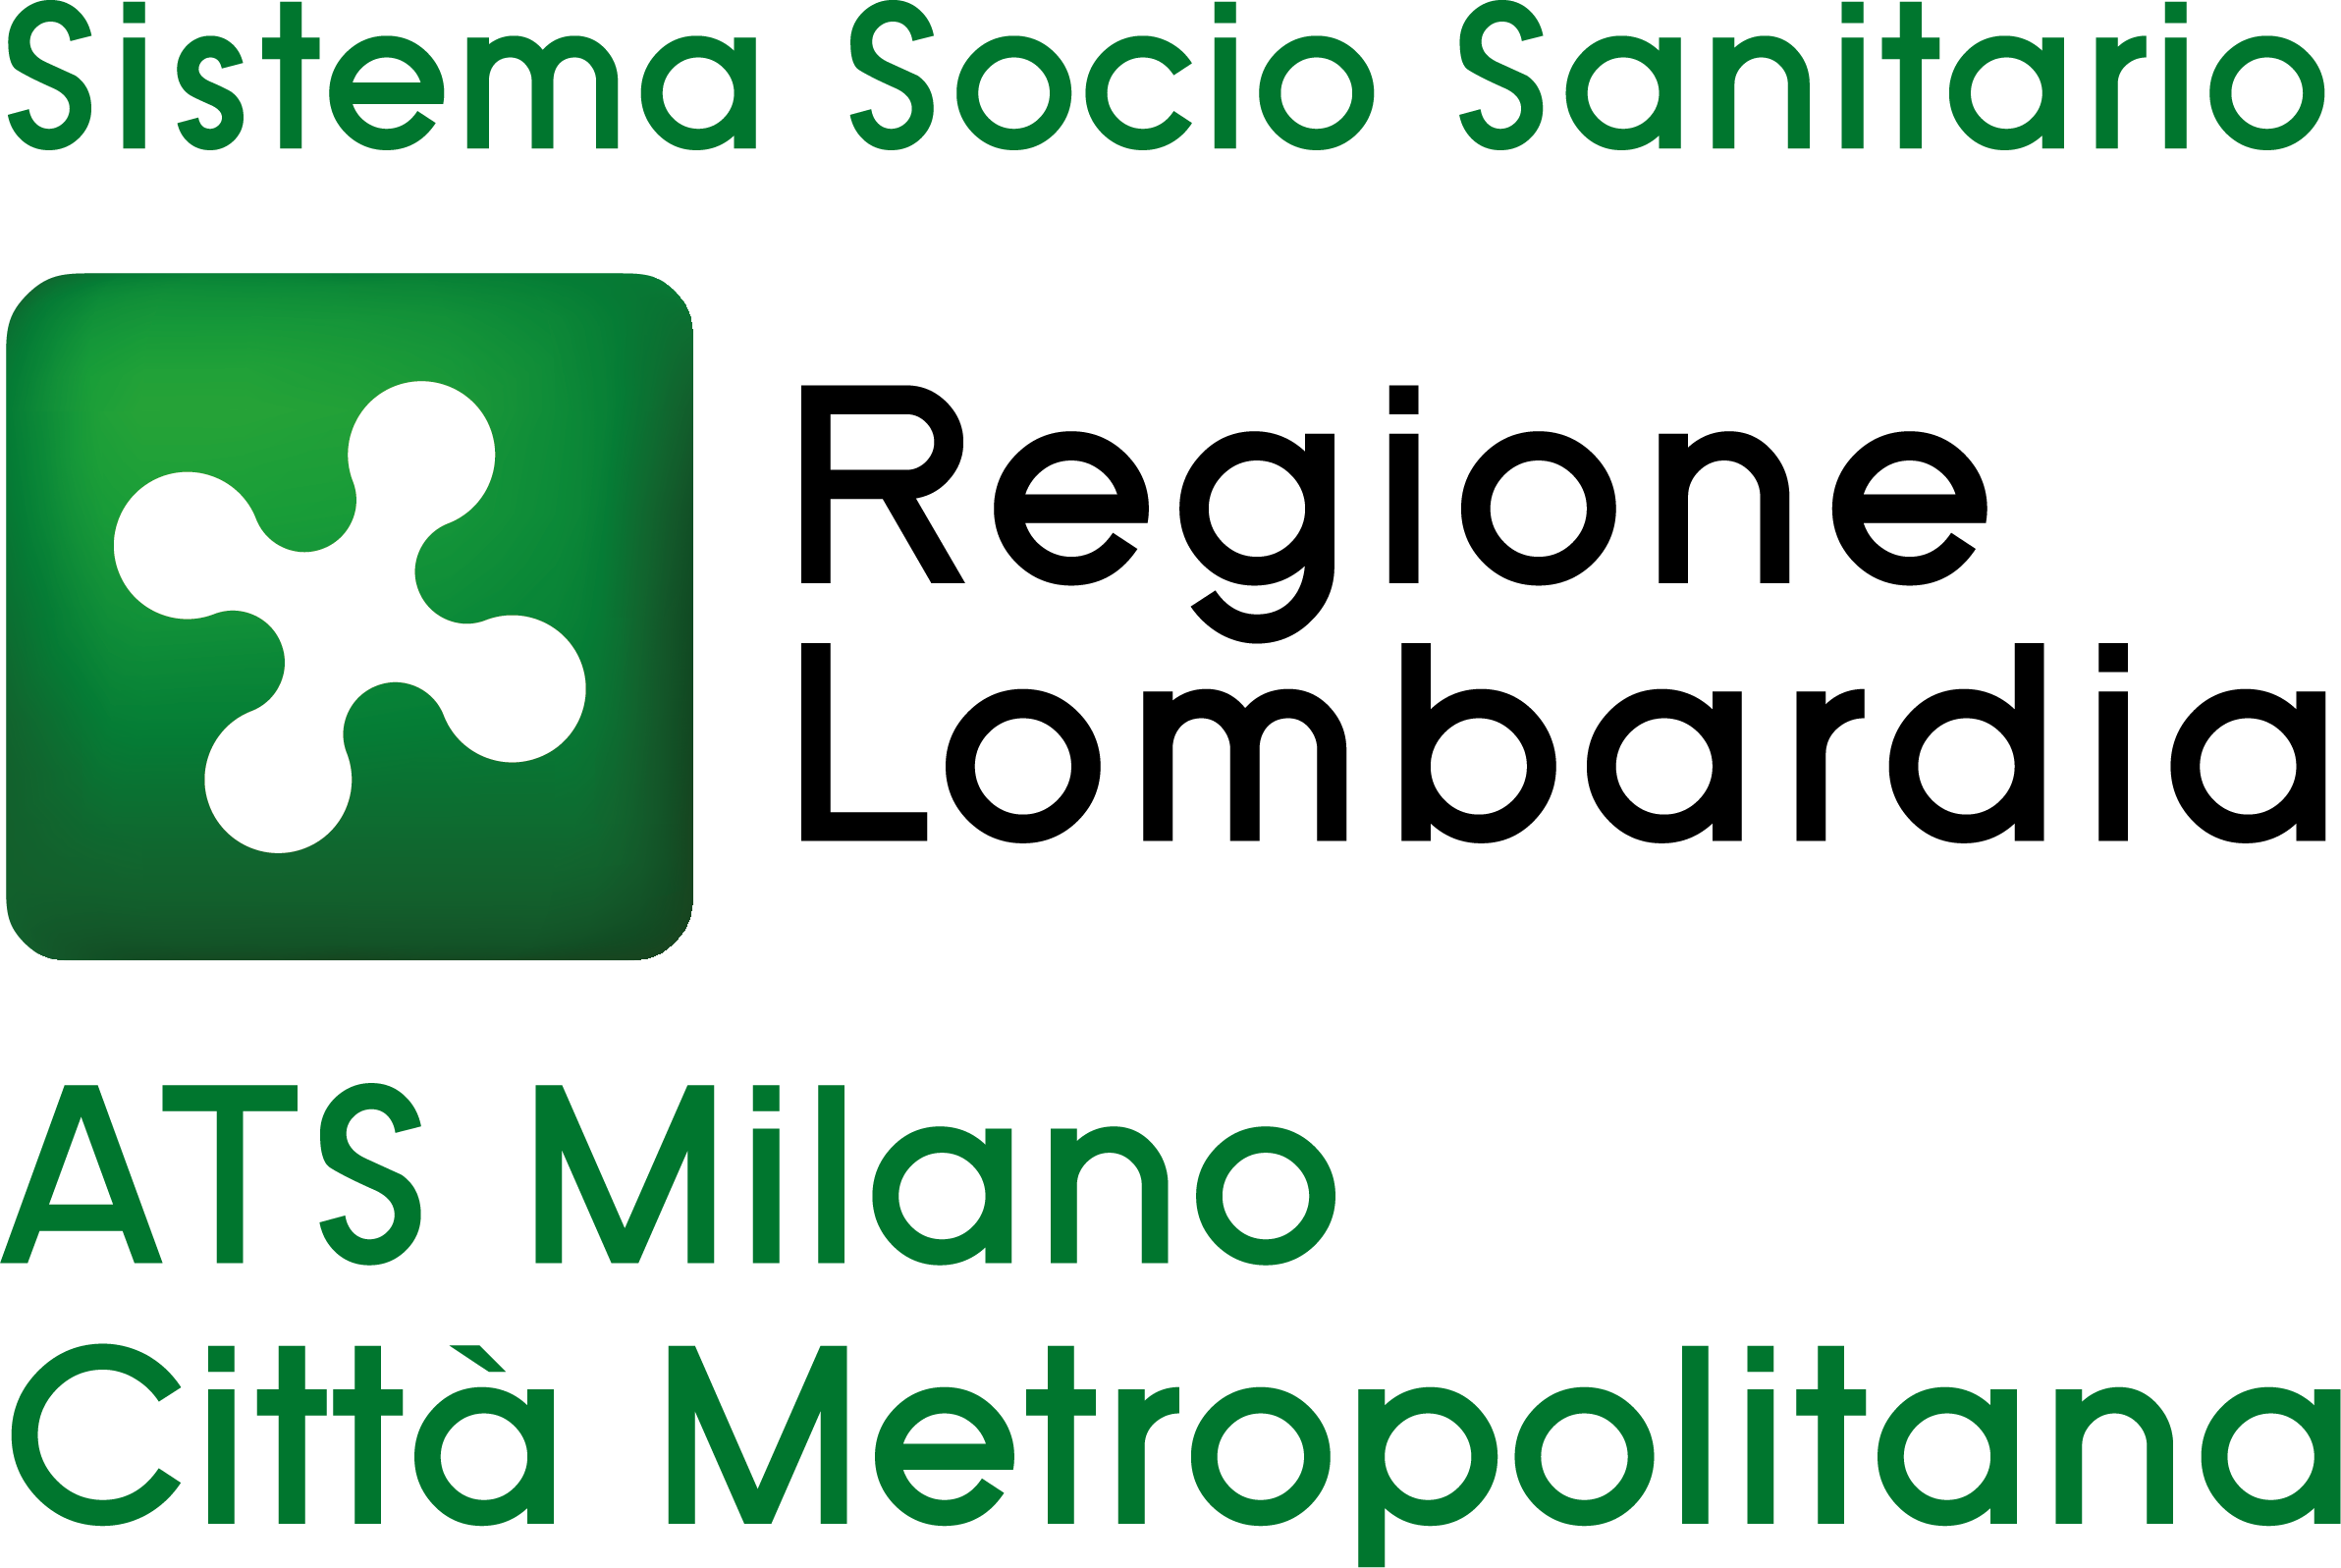 Sistema Socio Sanitario
Regione
Lombardia
ATS Milano
Città Metropolitana